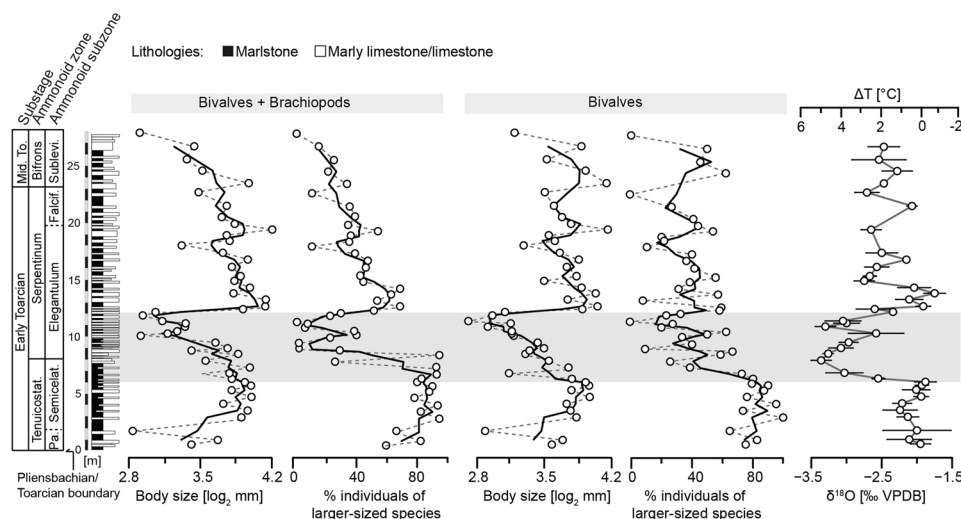 Lithologies: Marlstone Marly limestone/limestone
Substage
Ammonoid zone
Ammonoid subzone
Bivalves + Brachiopods
Bivalves
ΔT [°C]
6 4 2 0 -2
Mid. To.
Bifrons
Sublevi.
Early Toarcian
Serpentinum
Falcif.
Elegantulum
Tenuicostat.
Semicelat.
Pa.
25
20
15
10
5
0
[m]
Pliensbachian/
Toarcian boundary
2.8 3.5 4.2
Body size [log2 mm]
0 40 80
% individuals of
larger-sized species
2.8 3.5 4.2
Body size [log2 mm]
0 40 80
% individuals of
larger-sized species
−3.5 −2.5 −1.5
δ18O [‰ VPDB]